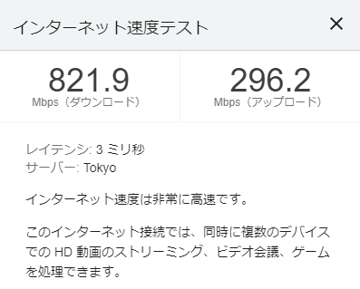 インターネット速度テスト
821.9
Mbps（ダウンロード）
296.2
Mbps（アップロード）
レイテンシ: 3 ミリ秒
サーバー: Tokyo
インターネット速度は非常に高速です。
このインターネット接続では、同時に複数のデバイス
での HD 動画のストリーミング、ビデオ会議、ゲーム
を処理できます。